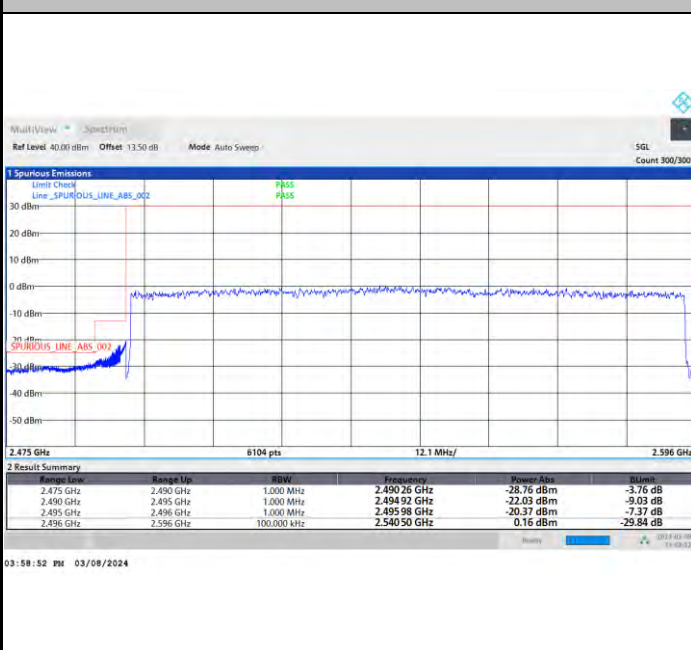 MultiView Spectrum
Ref Level 40.00 dBm Offset 13.50 dB Mode Auto Sweep
SGL
Count 300/300
1 Spurious Emissions
Limit Check PASS
Line _SPURIOUS_LINE_ABS_002 PASS
30 dBm
20 dBm
10 dBm
0 dBm
-10 dBm
-20 dBm
SPURIOUS_LINE_ABS_002
-30 dBm
-40 dBm
-50 dBm
2.475 GHz 6104 pts 12.1 MHz/ 2.596 GHz
2 Result Summary
Range Low Range Up RBW Frequency Power Abs ΔLimit
2.475 GHz 2.490 GHz 1.000 MHz 2.490 26 GHz -28.76 dBm -3.76 dB
2.490 GHz 2.495 GHz 1.000 MHz 2.494 92 GHz -22.03 dBm -9.03 dB
2.495 GHz 2.496 GHz 1.000 MHz 2.495 98 GHz -20.37 dBm -7.37 dB
2.496 GHz 2.596 GHz 100.000 kHz 2.540 50 GHz 0.16 dBm -29.84 dB
Ready
03:58:52 PM 03/08/2024